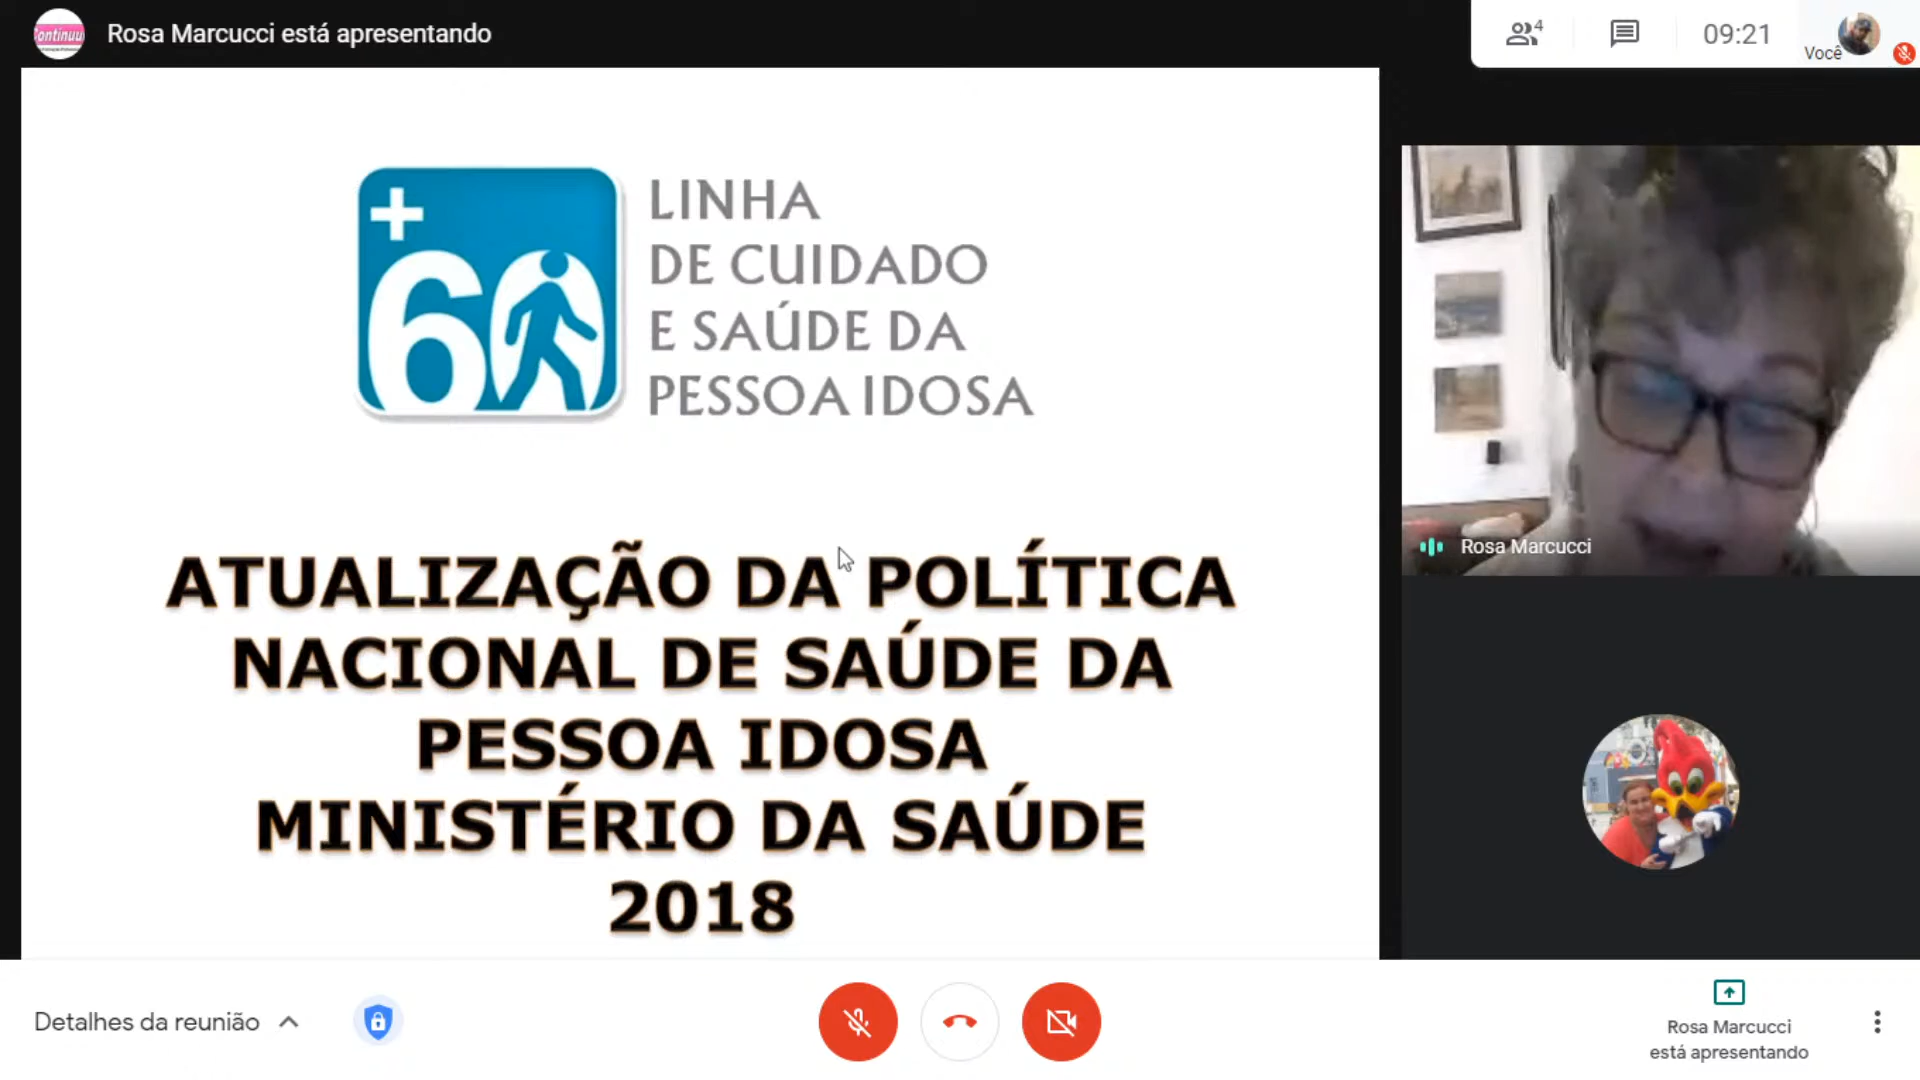 Rosa Marcucci está apresentando
4
09:21
Você
+
60
LINHA
DE CUIDADO
E SAÚDE DA
PESSOA IDOSA
ATUALIZAÇÃO DA POLÍTICA
NACIONAL DE SAÚDE DA
PESSOA IDOSA
MINISTÉRIO DA SAÚDE
2018
Rosa Marcucci
Detalhes da reunião
Rosa Marcucci
está apresentando